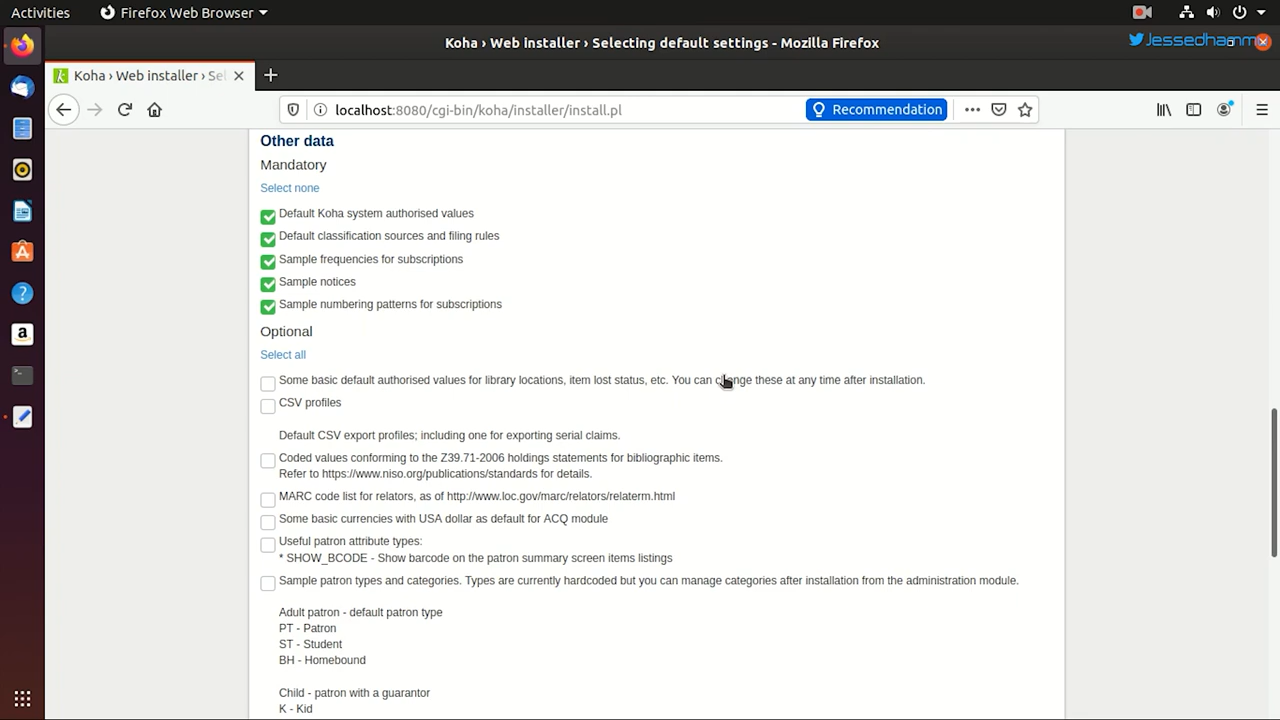 Activities
Firefox Web Browser
Koha › Web installer › Selecting default settings - Mozilla Firefox
Koha › Web installer › Sel
localhost:8080/cgi-bin/koha/installer/install.pl
Recommendation
Other data
Mandatory
Select none
Default Koha system authorised values
Default classification sources and filing rules
Sample frequencies for subscriptions
Sample notices
Sample numbering patterns for subscriptions
Optional
Select all
Some basic default authorised values for library locations, item lost status, etc. You can change these at any time after installation.
CSV profiles
Default CSV export profiles; including one for exporting serial claims.
Coded values conforming to the Z39.71-2006 holdings statements for bibliographic items.
Refer to https://www.niso.org/publications/standards for details.
MARC code list for relators, as of http://www.loc.gov/marc/relators/relaterm.html
Some basic currencies with USA dollar as default for ACQ module
Useful patron attribute types:
* SHOW_BCODE - Show barcode on the patron summary screen items listings
Sample patron types and categories. Types are currently hardcoded but you can manage categories after installation from the administration module.
Adult patron - default patron type
PT - Patron
ST - Student
BH - Homebound
Child - patron with a guarantor
K - Kid